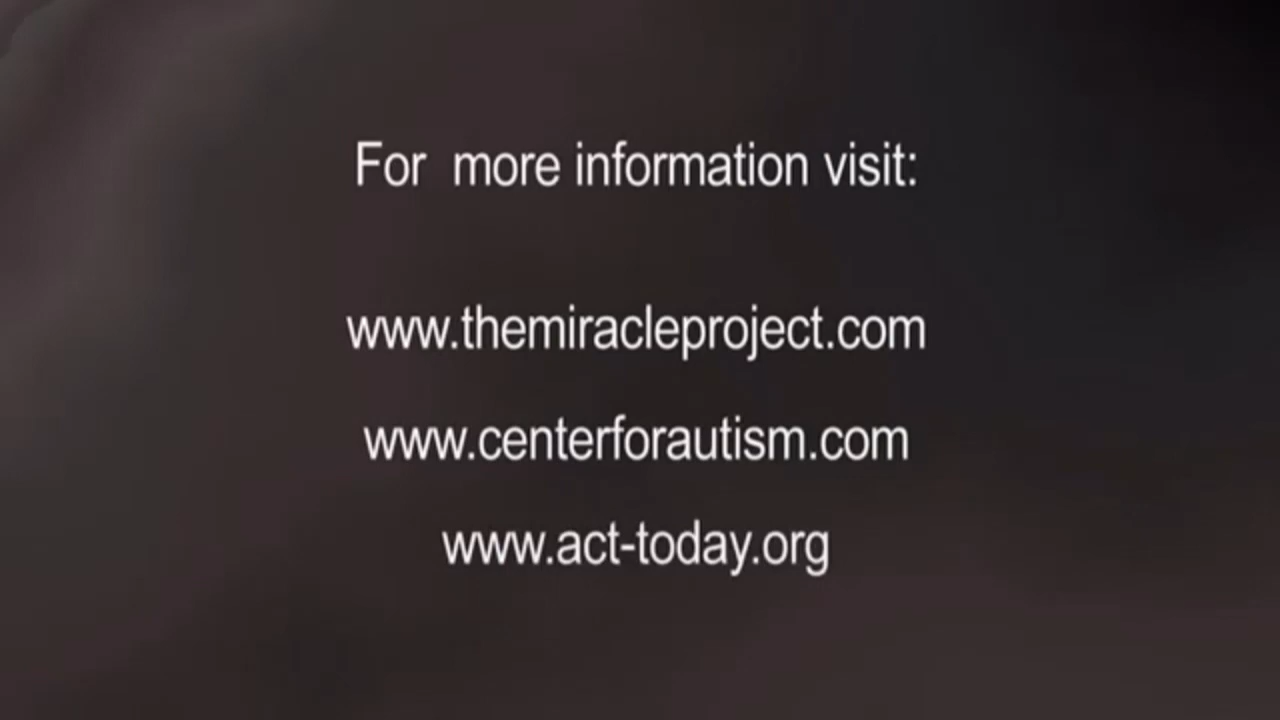 For  more information visit:
www.themiracleproject.com
www.centerforautism.com
www.act-today.org